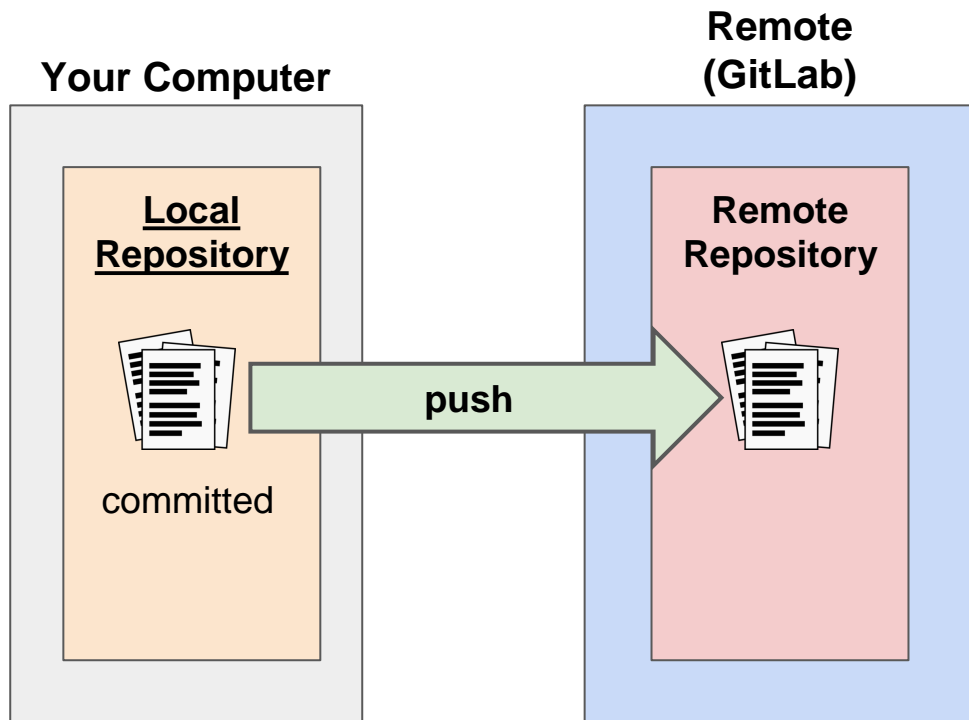 Your Computer
Remote
(GitLab)
Local
Repository
Remote
Repository
push
committed